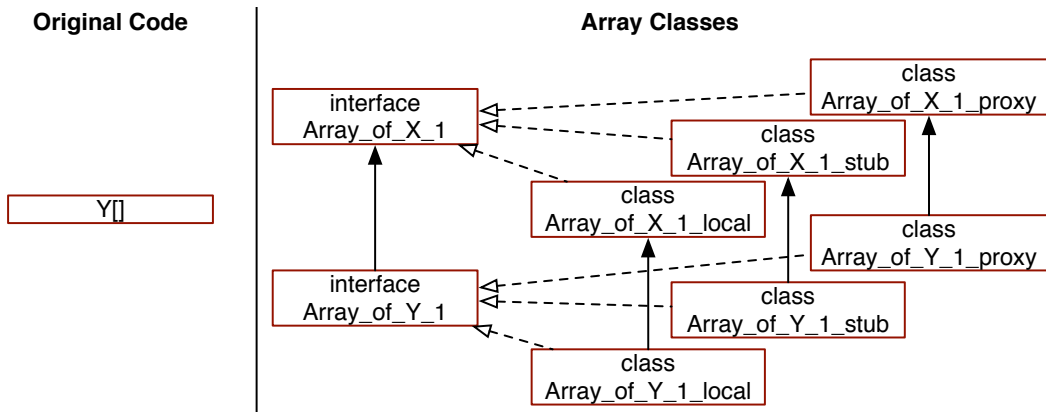 Original Code
Array Classes
Y[]
interface
Array_of_X_1
class
Array_of_X_1_proxy
class
Array_of_X_1_stub
class
Array_of_X_1_local
class
Array_of_Y_1_proxy
interface
Array_of_Y_1
class
Array_of_Y_1_stub
class
Array_of_Y_1_local